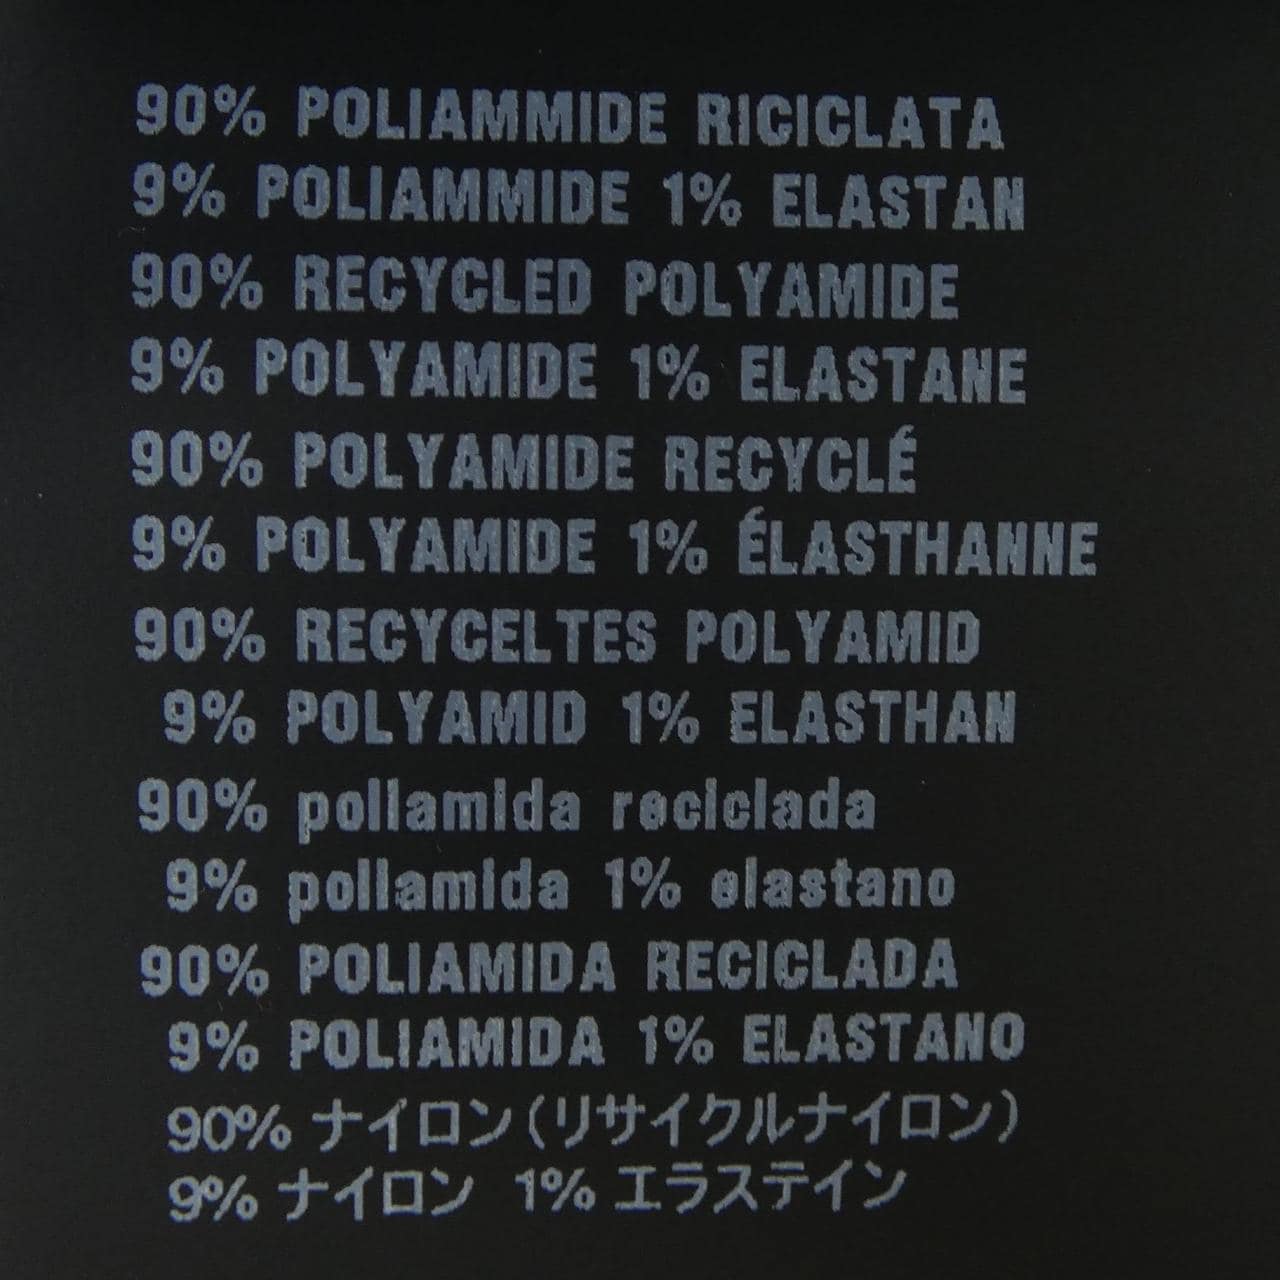 90% POLIAMMIDE RICICLATA
9% POLIAMMIDE 1% ELASTAN
90% RECYCLED POLYAMIDE
9% POLYAMIDE 1% ELASTANE
90% POLYAMIDE RECYCLÉ
9% POLYAMIDE 1% ÉLASTHANNE
90% RECYCELTES POLYAMID
9% POLYAMID 1% ELASTHAN
90% poliamida reciclada
9% poliamida 1% elastano
90% POLIAMIDA RECICLADA
9% POLIAMIDA 1% ELASTANO
90% ナイロン(リサイクルナイロン)
9% ナイロン 1% エラステイン